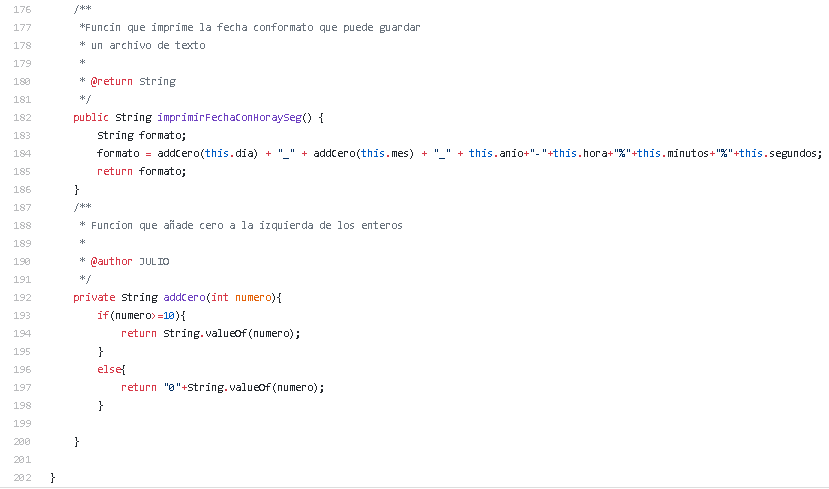 176 /**
177 *Funcin que imprime la fecha conformato que puede guardar
178 * un archivo de texto
179 *
180 * @return String
181 */
182 public String imprimirFechaConHoraySeg() {
183 String formato;
184 formato = addCero(this.dia) + "_" + addCero(this.mes) + "_" + this.anio+"-"+this.hora+"%"+this.minutos+"%"+this.segundos;
185 return formato;
186 }
187 /**
188 * Funcion que añade cero a la izquierda de los enteros
189 *
190 * @author JULIO
191 */
192 private String addCero(int numero){
193 if(numero>=10){
194 return String.valueOf(numero);
195 }
196 else{
197 return "0"+String.valueOf(numero);
198 }
199
200 }
201
202 }